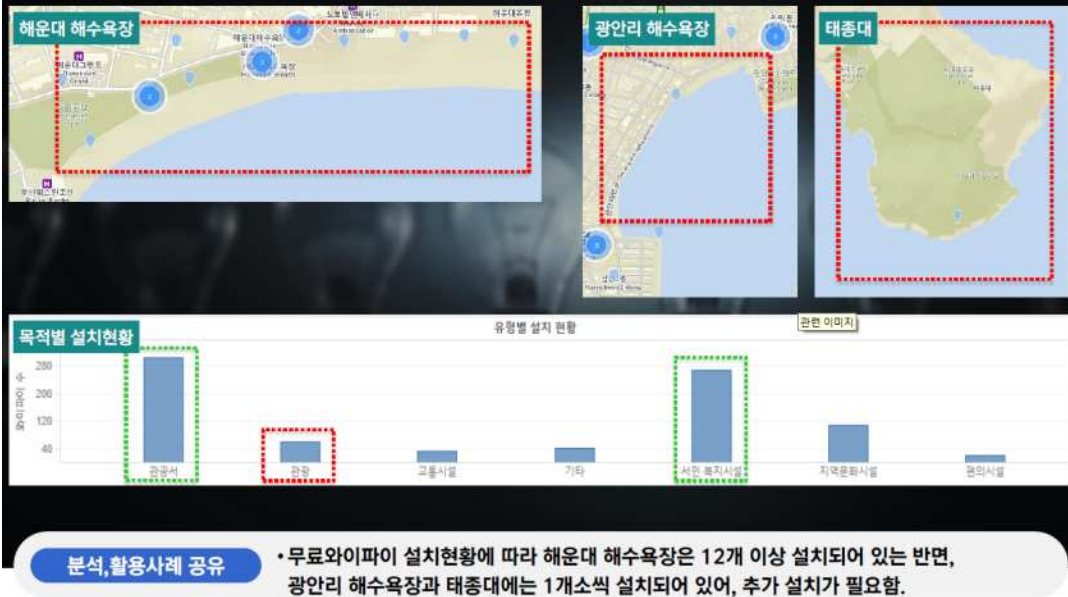 해운대 해수욕장
광안리 해수욕장
태종대
목적별 설치현황
유형별 설치 현황
관련 이미지
와이파이 수
280
200
120
40
관공서
관광
교통시설
기타
서민·복지시설
지역문화시설
편의시설
분석,활용사례 공유
•무료와이파이 설치현황에 따라 해운대 해수욕장은 12개 이상 설치되어 있는 반면,
광안리 해수욕장과 태종대에는 1개소씩 설치되어 있어, 추가 설치가 필요함.